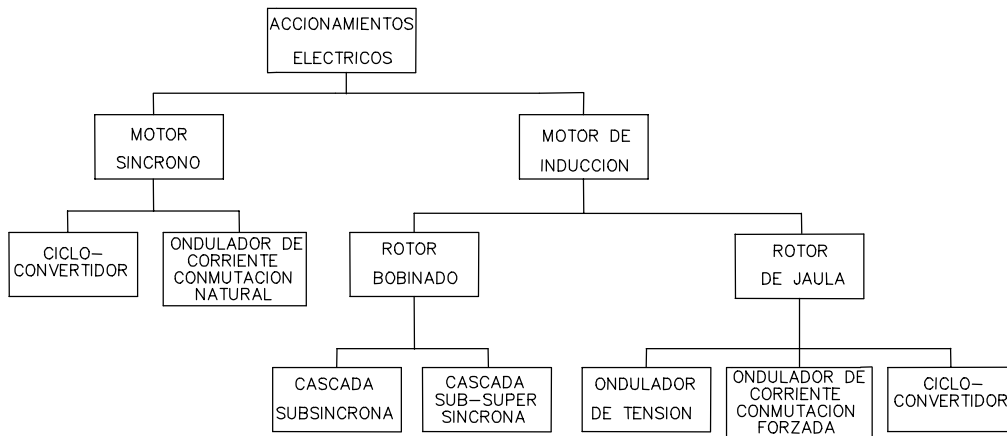 ACCIONAMIENTOS
ELECTRICOS
MOTOR
SINCRONO
MOTOR DE
INDUCCION
CICLO-
CONVERTIDOR
ONDULADOR DE
CORRIENTE
CONMUTACION
NATURAL
ROTOR
BOBINADO
ROTOR
DE JAULA
CASCADA
SUBSINCRONA
CASCADA
SUB-SUPER
SINCRONA
ONDULADOR
DE TENSION
ONDULADOR DE
CORRIENTE
CONMUTACION
FORZADA
CICLO-
CONVERTIDOR